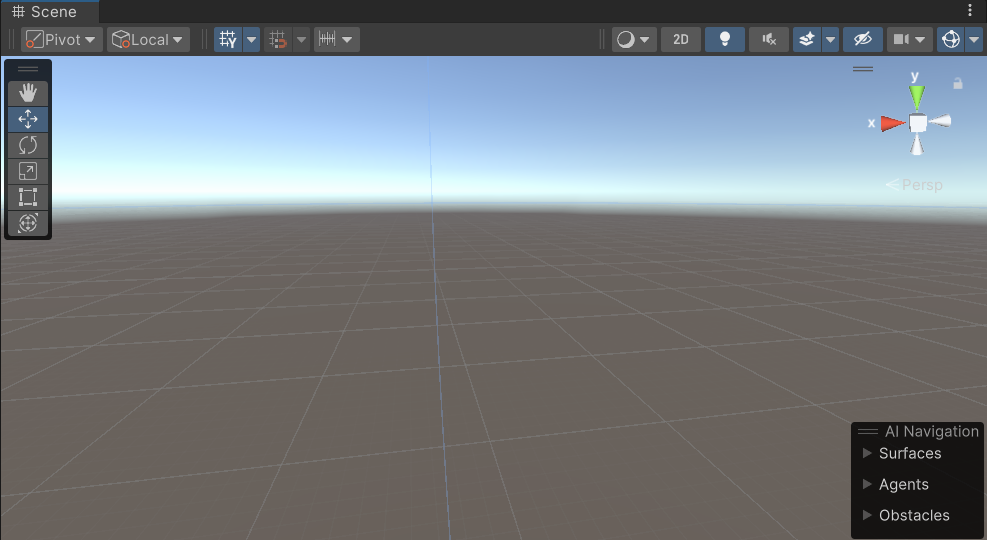 Scene
Pivot Local Y 2D
y
x
Persp
AI Navigation
Surfaces
Agents
Obstacles